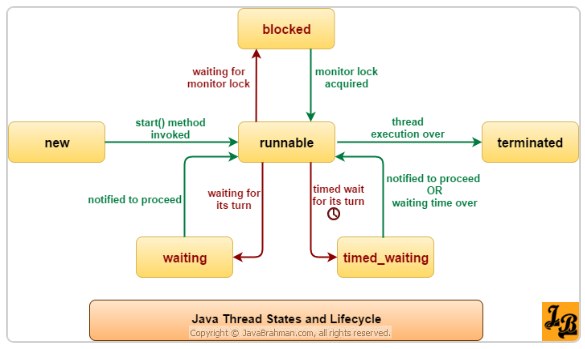 blocked
waiting for
monitor lock
monitor lock
acquired
start() method
invoked
thread
execution over
new
runnable
terminated
notified to proceed
waiting for
its turn
timed wait
for its turn
notified to proceed
OR
waiting time over
waiting
timed_waiting
Java Thread States and Lifecycle
Copyright © JavaBrahman.com, all rights reserved.
JB